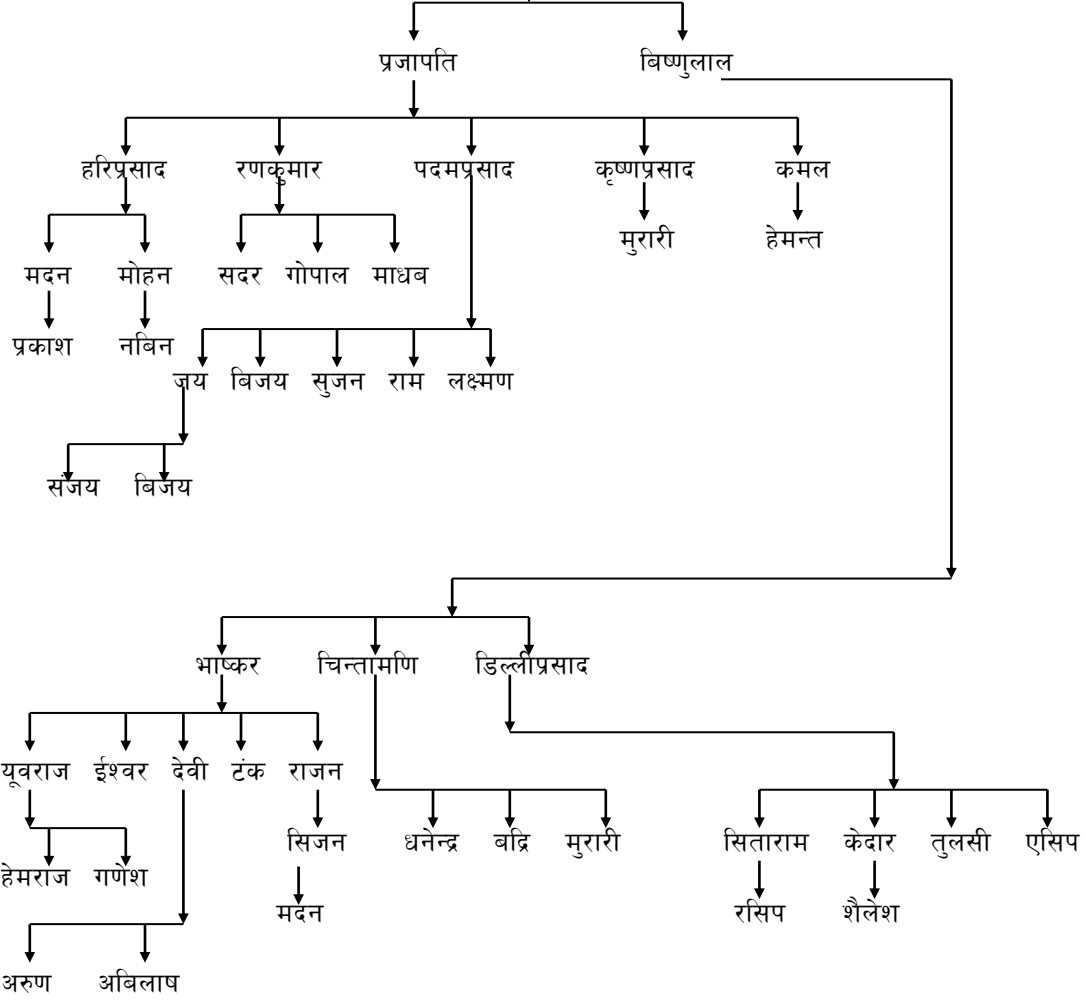 प्रजापति बिष्णुलाल
हरिप्रसाद रणकुमार पदमप्रसाद कृष्णप्रसाद कमल
मुरारी हेमन्त
मदन मोहन सदर गोपाल माधब
प्रकाश नबिन
जय बिजय सुजन राम लक्ष्मण
संजय बिजय
भाष्कर चिन्तामणि डिल्लीप्रसाद
यूवराज ईश्वर देवी टंक राजन
सिजन धनेन्द्र बद्रि मुरारी सिताराम केदार तुलसी एसिप
हेमराज गणेश
मदन रसिप शैलेश
अरुण अबिलाष